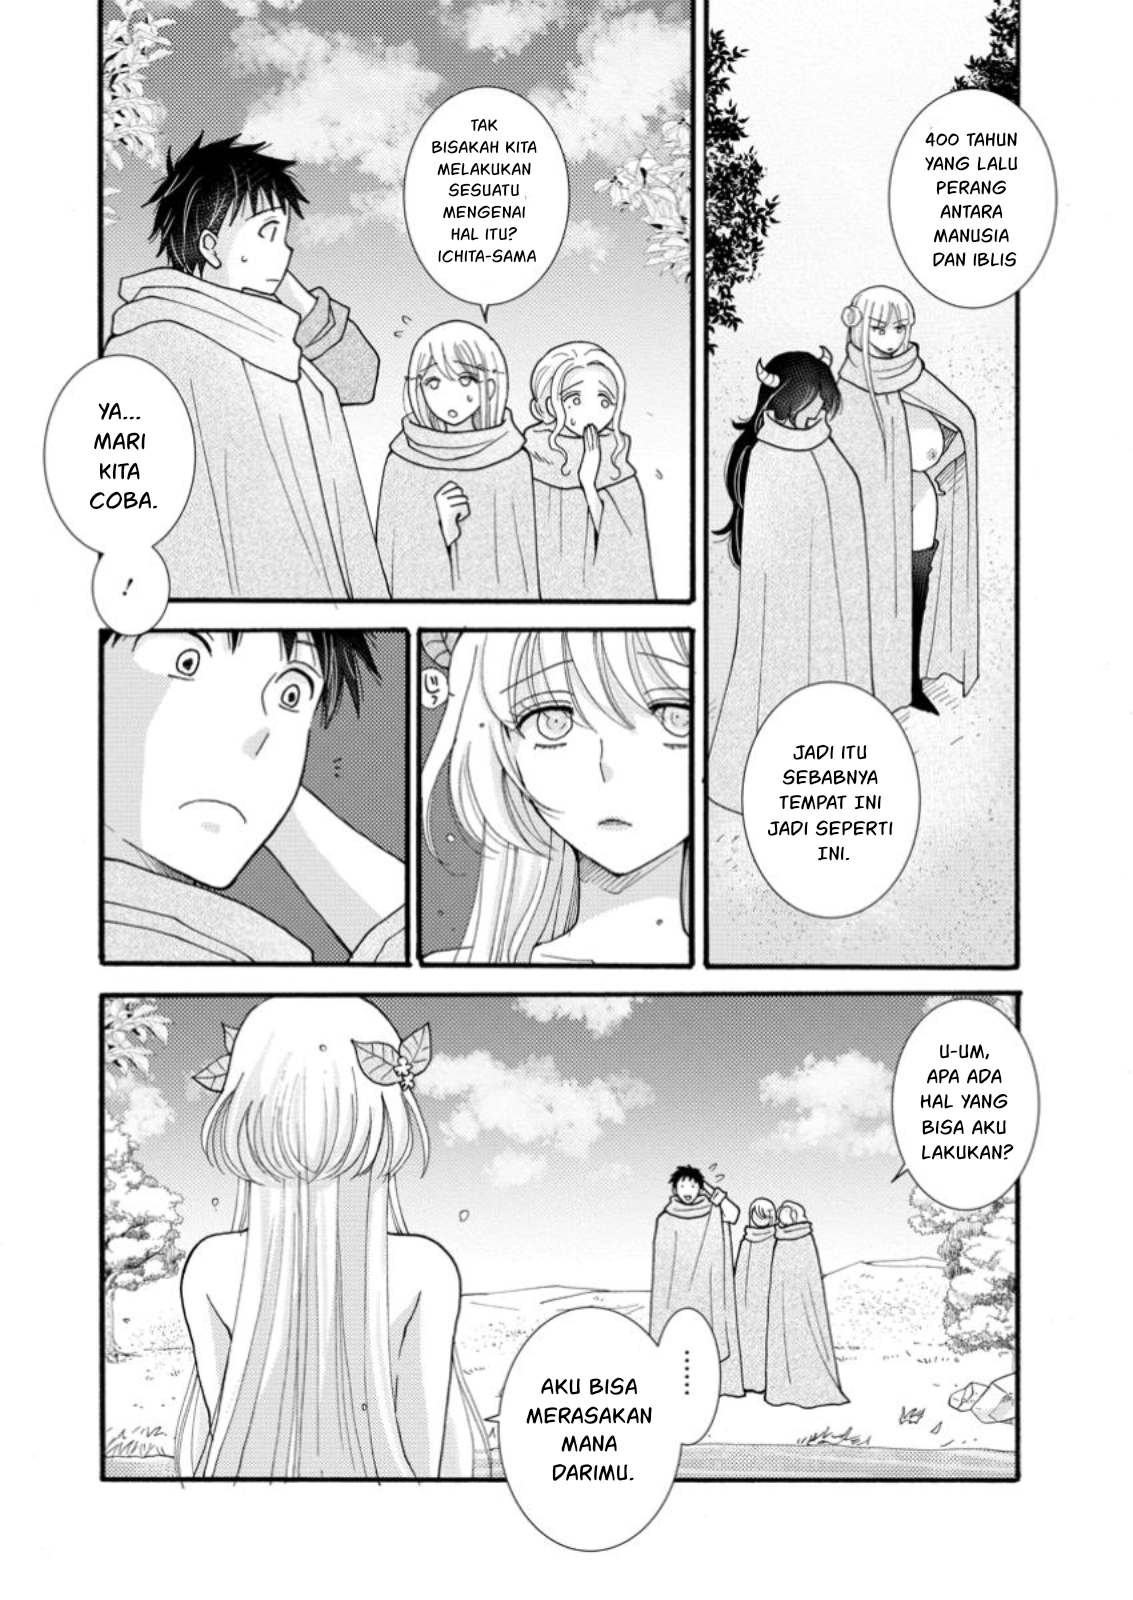 400 TAHUN
YANG LALU
PERANG
ANTARA
MANUSIA
DAN IBLIS
JADI ITU
SEBABNYA
TEMPAT INI
JADI SEPERTI
INI.
TAK
BISAKAH KITA
MELAKUKAN
SESUATU
MENGENAI
HAL ITU?
ICHITA-SAMA
YA...
MARI
KITA
COBA.
!
じっ
U-UM,
APA ADA
HAL YANG
BISA AKU
LAKUKAN?
........
AKU BISA
MERASAKAN
MANA
DARIMU.